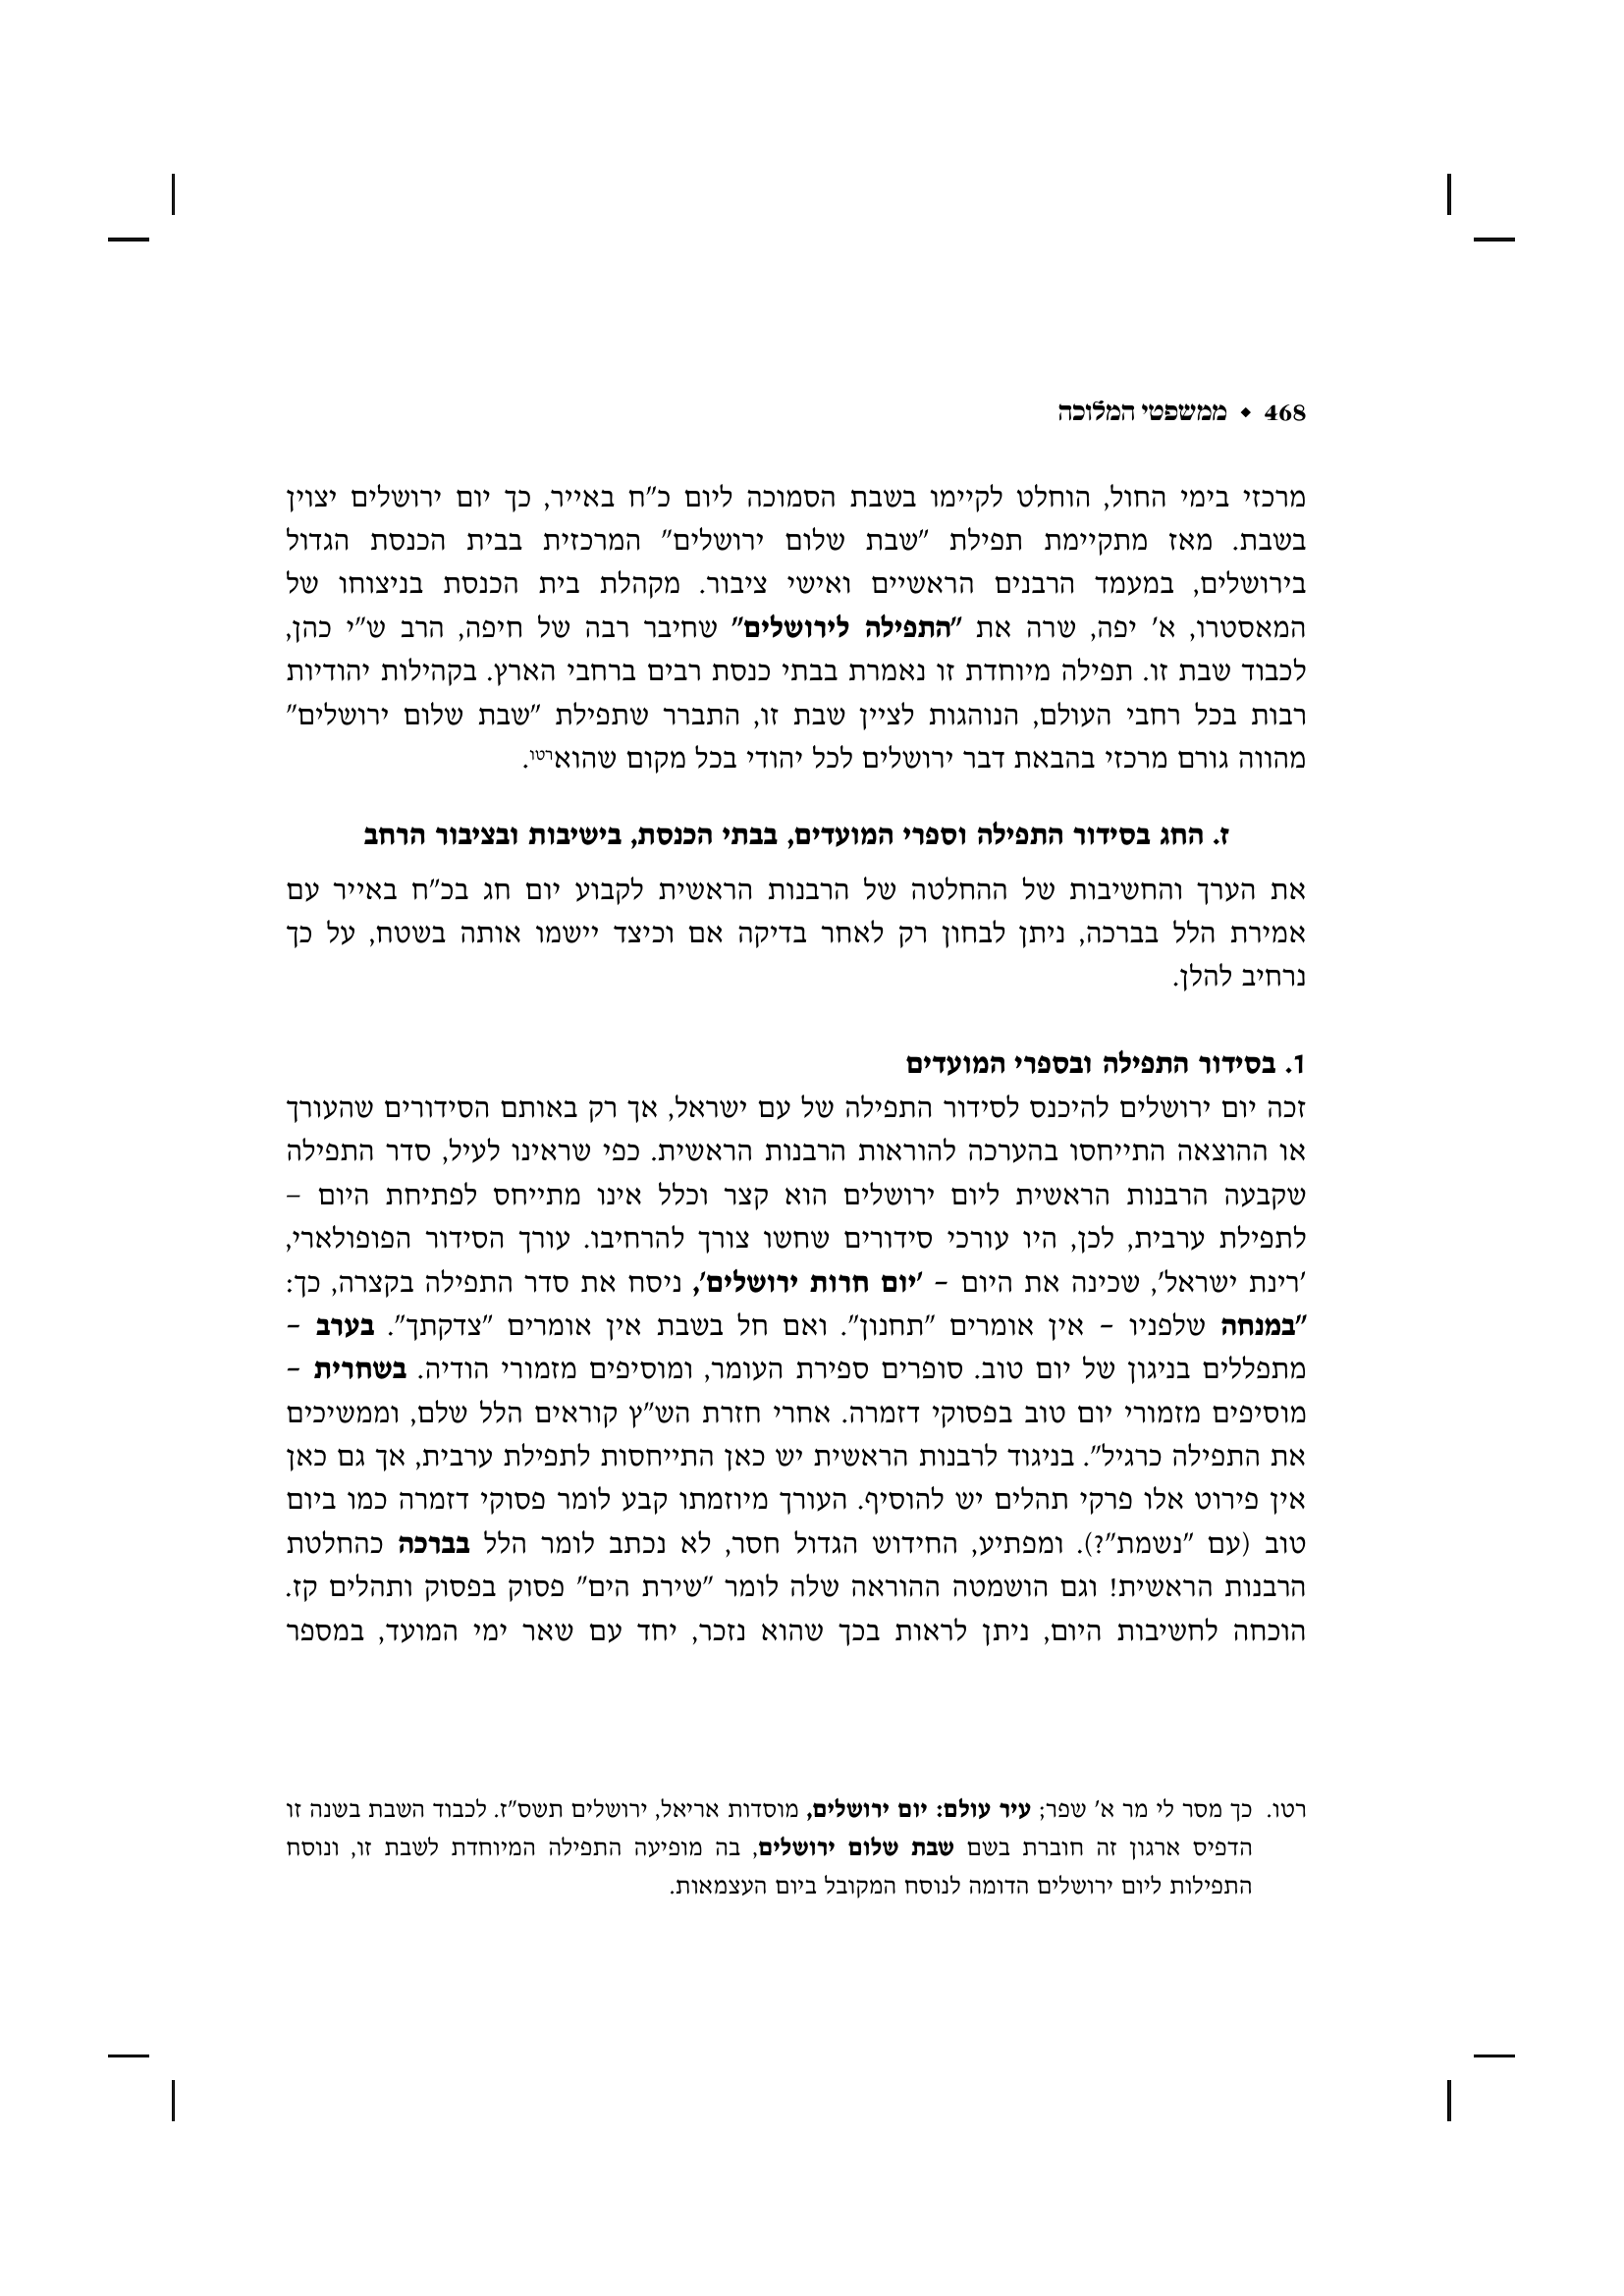 468 ◆ ממשפטי המלוכה
מרכזי בימי החול, הוחלט לקיימו בשבת הסמוכה ליום כ"ח באייר, כך יום ירושלים יצוין
בשבת. מאז מתקיימת תפילת "שבת שלום ירושלים" המרכזית בבית הכנסת הגדול
בירושלים, במעמד הרבנים הראשיים ואישי ציבור. מקהלת בית הכנסת בניצוחו של
המאסטרו, א' יפה, שרה את "התפילה לירושלים" שחיבר רבה של חיפה, הרב ש"י כהן,
לכבוד שבת זו. תפילה מיוחדת זו נאמרת בבתי כנסת רבים ברחבי הארץ. בקהילות יהודיות
רבות בכל רחבי העולם, הנוהגות לציין שבת זו, התברר שתפילת "שבת שלום ירושלים"
מהווה גורם מרכזי בהבאת דבר ירושלים לכל יהודי בכל מקום שהוארטו.
ז. החג בסידור התפילה וספרי המועדים, בבתי הכנסת, בישיבות ובציבור הרחב
את הערך והחשיבות של ההחלטה של הרבנות הראשית לקבוע יום חג בכ"ח באייר עם
אמירת הלל בברכה, ניתן לבחון רק לאחר בדיקה אם וכיצד יישמו אותה בשטח, על כך
נרחיב להלן.
1. בסידור התפילה ובספרי המועדים
זכה יום ירושלים להיכנס לסידור התפילה של עם ישראל, אך רק באותם הסידורים שהעורך
או ההוצאה התייחסו בהערכה להוראות הרבנות הראשית. כפי שראינו לעיל, סדר התפילה
שקבעה הרבנות הראשית ליום ירושלים הוא קצר וכלל אינו מתייחס לפתיחת היום –
לתפילת ערבית, לכן, היו עורכי סידורים שחשו צורך להרחיבו. עורך הסידור הפופולארי,
'רינת ישראל', שכינה את היום – 'יום חרות ירושלים', ניסח את סדר התפילה בקצרה, כך:
"במנחה שלפניו – אין אומרים "תחנון". ואם חל בשבת אין אומרים "צדקתך". בערב –
מתפללים בניגון של יום טוב. סופרים ספירת העומר, ומוסיפים מזמורי הודיה. בשחרית –
מוסיפים מזמורי יום טוב בפסוקי דזמרה. אחרי חזרת הש"ץ קוראים הלל שלם, וממשיכים
את התפילה כרגיל". בניגוד לרבנות הראשית יש כאן התייחסות לתפילת ערבית, אך גם כאן
אין פירוט אלו פרקי תהלים יש להוסיף. העורך מיוזמתו קבע לומר פסוקי דזמרה כמו ביום
טוב (עם "נשמת"?). ומפתיע, החידוש הגדול חסר, לא נכתב לומר הלל בברכה כהחלטת
הרבנות הראשית! וגם הושמטה ההוראה שלה לומר "שירת הים" פסוק בפסוק ותהלים קז.
הוכחה לחשיבות היום, ניתן לראות בכך שהוא נזכר, יחד עם שאר ימי המועד, במספר
רטו. כך מסר לי מר א' שפר; עיר עולם: יום ירושלים, מוסדות אריאל, ירושלים תשס"ז. לכבוד השבת בשנה זו
הדפיס ארגון זה חוברת בשם שבת שלום ירושלים, בה מופיעה התפילה המיוחדת לשבת זו, ונוסח
התפילות ליום ירושלים הדומה לנוסח המקובל ביום העצמאות.